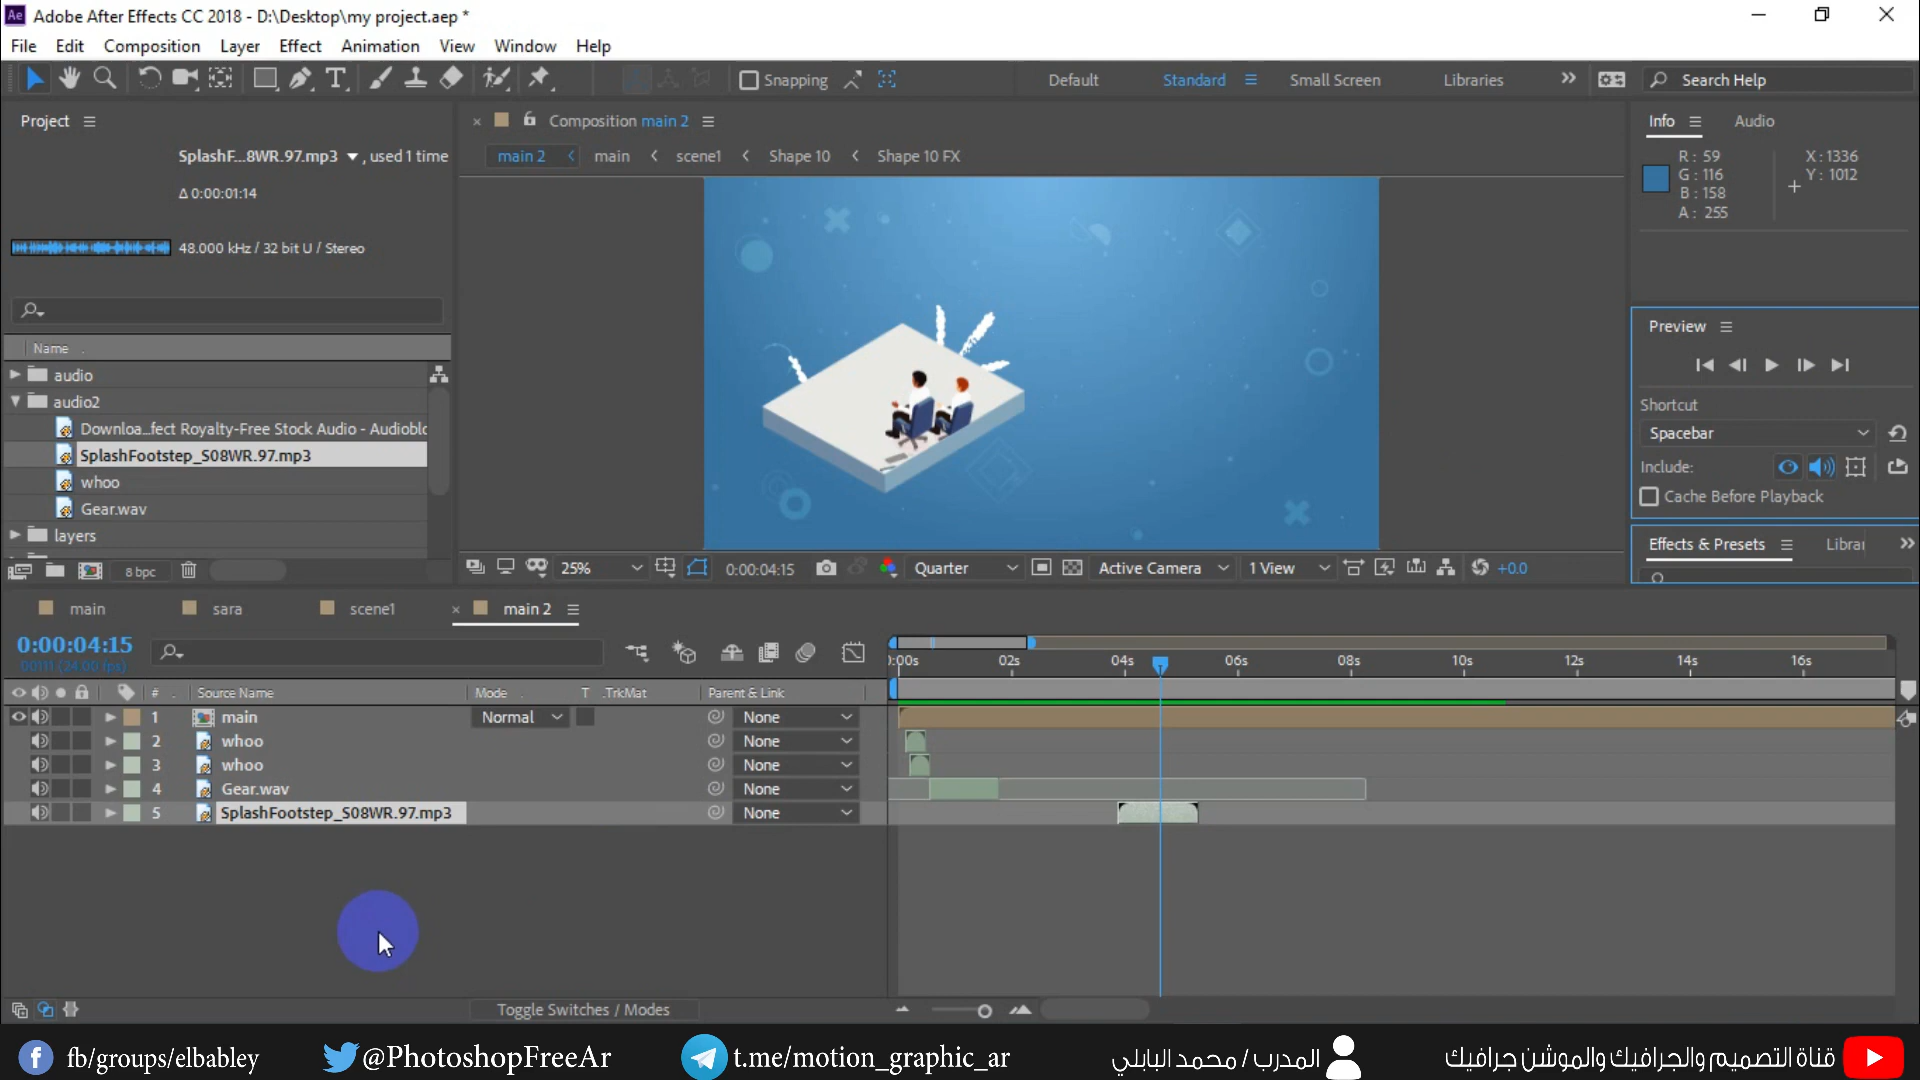 Adobe After Effects CC 2018 - D:\Desktop\my project.aep *
File Edit Composition Layer Effect Animation View Window Help
Snapping Default Standard Small Screen Libraries Search Help
Project
SplashF...8WR.97.mp3 , used 1 time
Δ 0:00:01:14
48.000 kHz / 32 bit U / Stereo
Name
audio
audio2
Downloa...fect Royalty-Free Stock Audio - Audioblo
SplashFootstep_S08WR.97.mp3
whoo
Gear.wav
layers
8 bpc
Composition main 2
main 2 main scene1 Shape 10 Shape 10 FX
25% 0:00:04:15 Quarter Active Camera 1 View +0.0
Info Audio
R : 59
G : 116
B : 158
A : 255
X : 1336
Y : 1012
Preview
Shortcut
Spacebar
Include:
Cache Before Playback
Effects & Presets Librar
main sara scene1 main 2
0:00:04:15
00111 (24.00 fps)
:00s 02s 04s 06s 08s 10s 12s 14s 16s
# Source Name Mode T .TrkMat Parent & Link
1 main Normal None
2 whoo None
3 whoo None
4 Gear.wav None
5 SplashFootstep_S08WR.97.mp3 None
Toggle Switches / Modes
fb/groups/elbabley @PhotoshopFreeAr t.me/motion_graphic_ar المدرب / محمد البابلي قناة التصميم والجرافيك والموشن جرافيك